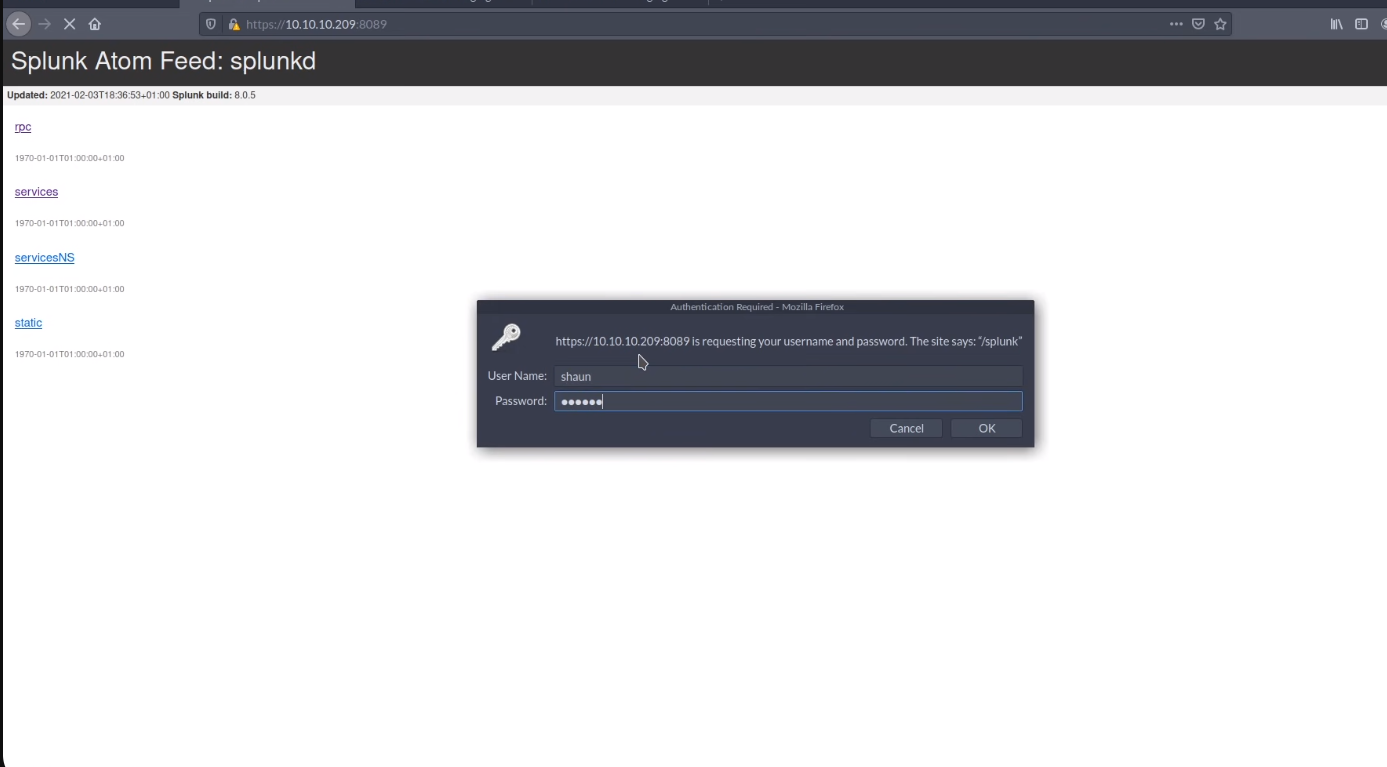 https://10.10.10.209:8089
Splunk Atom Feed: splunkd
Updated: 2021-02-03T18:36:53+01:00 Splunk build: 8.0.5
rpc
1970-01-01T01:00:00+01:00
services
1970-01-01T01:00:00+01:00
servicesNS
1970-01-01T01:00:00+01:00
static
1970-01-01T01:00:00+01:00
Authentication Required - Mozilla Firefox
https://10.10.10.209:8089 is requesting your username and password. The site says: “/splunk”
User Name: shaun
Password: ●●●●●●
Cancel OK